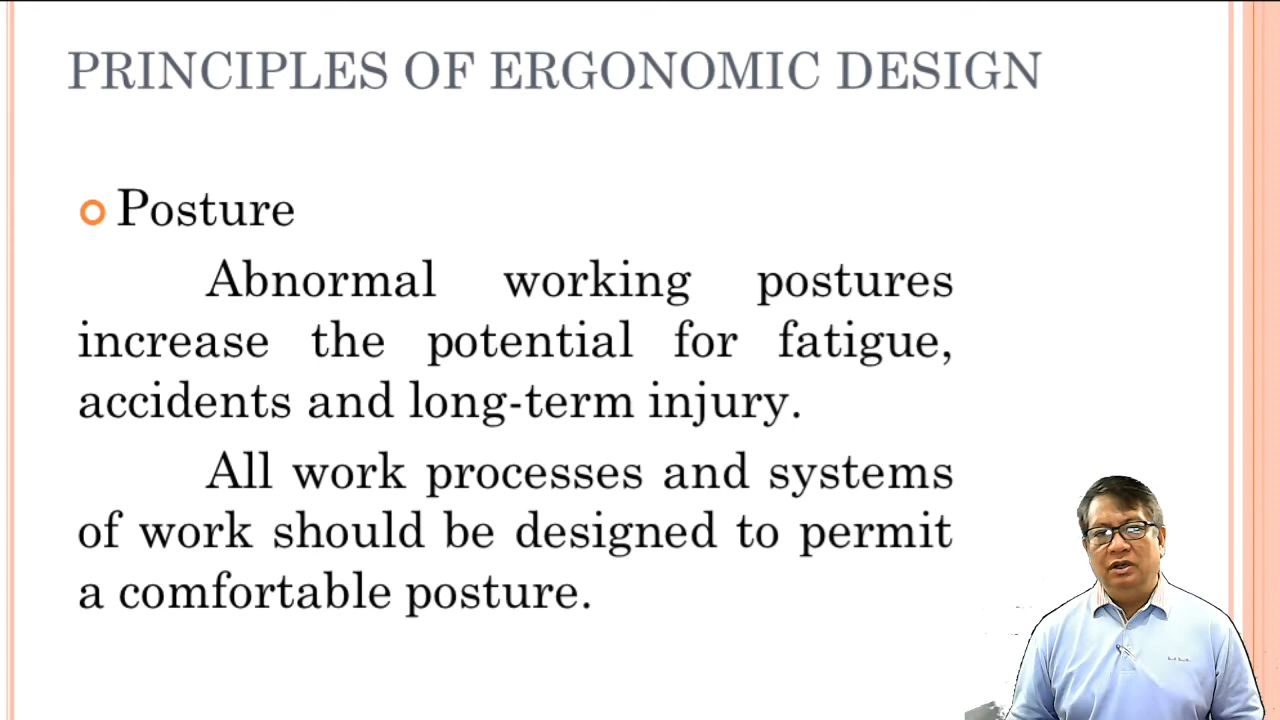 PRINCIPLES OF ERGONOMIC DESIGN
Posture
Abnormal working postures
increase the potential for fatigue,
accidents and long-term injury.
All work processes and systems
of work should be designed to permit
a comfortable posture.